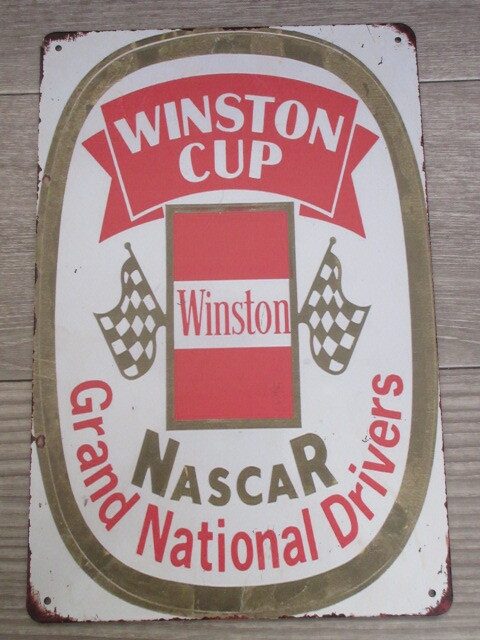 WINSTON
CUP
Winston
NASCAR
Grand National Drivers